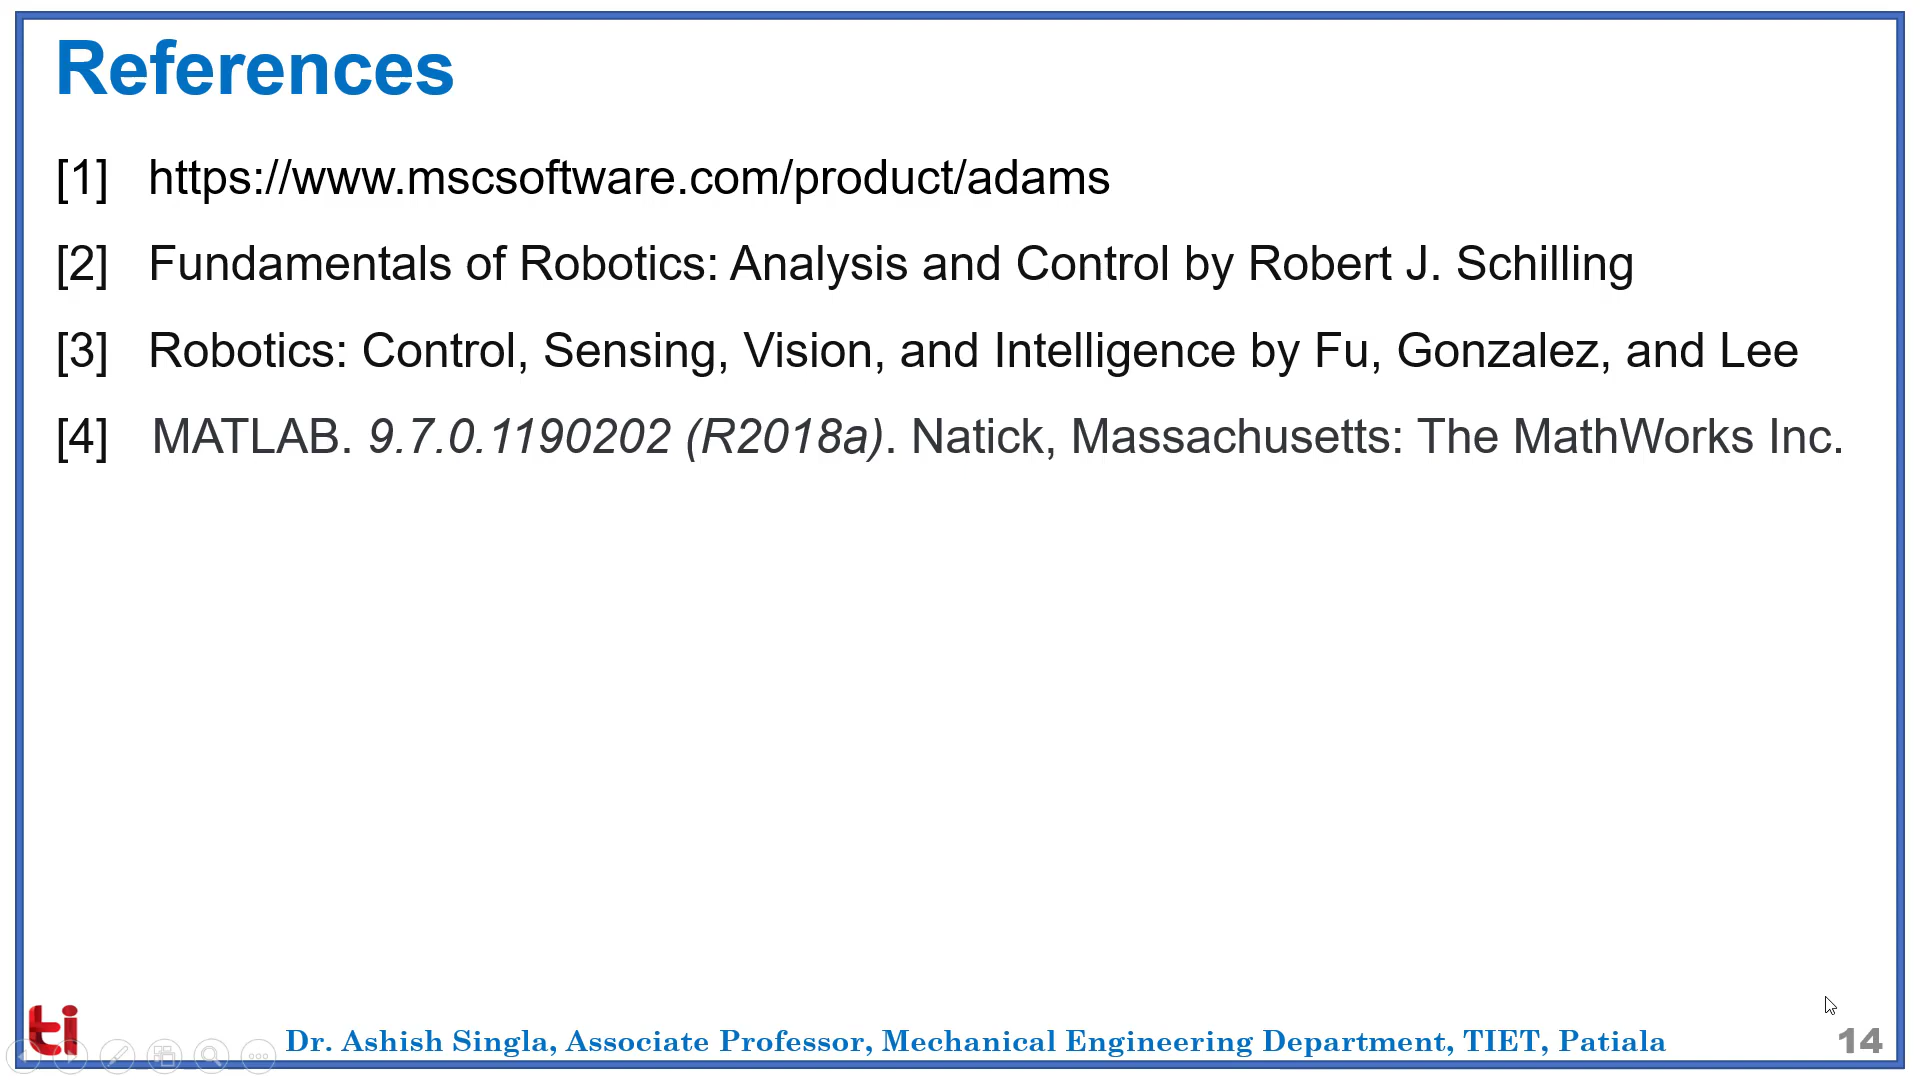 References
[1] https://www.mscsoftware.com/product/adams
[2] Fundamentals of Robotics: Analysis and Control by Robert J. Schilling
[3] Robotics: Control, Sensing, Vision, and Intelligence by Fu, Gonzalez, and Lee
[4] MATLAB. 9.7.0.1190202 (R2018a). Natick, Massachusetts: The MathWorks Inc.
ti
Dr. Ashish Singla, Associate Professor, Mechanical Engineering Department, TIET, Patiala
14